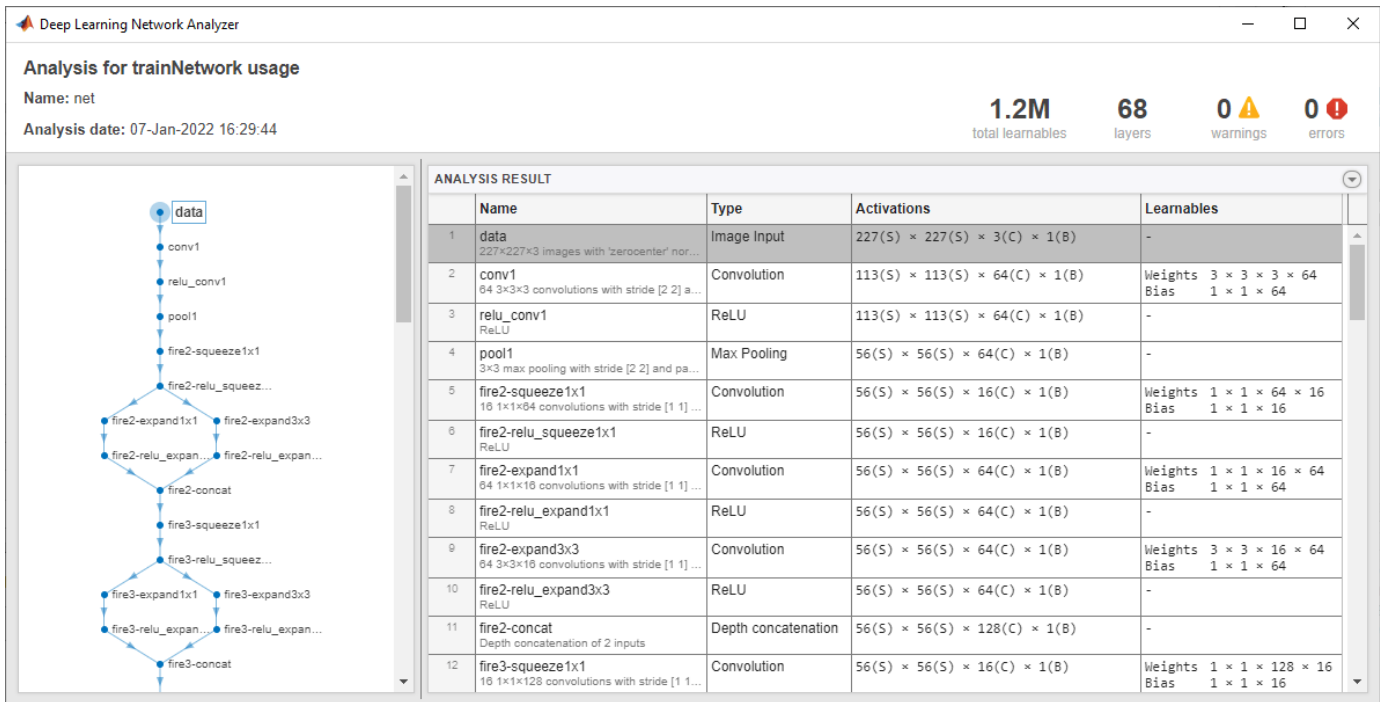 Deep Learning Network Analyzer
Analysis for trainNetwork usage
Name: net
Analysis date: 07-Jan-2022 16:29:44
1.2M
total learnables
68
layers
0
warnings
0
errors
data
conv1
relu_conv1
pool1
fire2-squeeze1x1
fire2-relu_squeez...
fire2-expand1x1 fire2-expand3x3
fire2-relu_expan... fire2-relu_expan...
fire2-concat
fire3-squeeze1x1
fire3-relu_squeez...
fire3-expand1x1 fire3-expand3x3
fire3-relu_expan... fire3-relu_expan...
fire3-concat
ANALYSIS RESULT
Name Type Activations Learnables
1 data Image Input 227(S) × 227(S) × 3(C) × 1(B) -
227×227×3 images with 'zerocenter' nor...
2 conv1 Convolution 113(S) × 113(S) × 64(C) × 1(B) Weights 3 × 3 × 3 × 64
64 3×3×3 convolutions with stride [2 2] a... Bias 1 × 1 × 64
3 relu_conv1 ReLU 113(S) × 113(S) × 64(C) × 1(B) -
ReLU
4 pool1 Max Pooling 56(S) × 56(S) × 64(C) × 1(B) -
3×3 max pooling with stride [2 2] and pa...
5 fire2-squeeze1x1 Convolution 56(S) × 56(S) × 16(C) × 1(B) Weights 1 × 1 × 64 × 16
16 1×1×64 convolutions with stride [1 1] ... Bias 1 × 1 × 16
6 fire2-relu_squeeze1x1 ReLU 56(S) × 56(S) × 16(C) × 1(B) -
ReLU
7 fire2-expand1x1 Convolution 56(S) × 56(S) × 64(C) × 1(B) Weights 1 × 1 × 16 × 64
64 1×1×16 convolutions with stride [1 1] ... Bias 1 × 1 × 64
8 fire2-relu_expand1x1 ReLU 56(S) × 56(S) × 64(C) × 1(B) -
ReLU
9 fire2-expand3x3 Convolution 56(S) × 56(S) × 64(C) × 1(B) Weights 3 × 3 × 16 × 64
64 3×3×16 convolutions with stride [1 1] ... Bias 1 × 1 × 64
10 fire2-relu_expand3x3 ReLU 56(S) × 56(S) × 64(C) × 1(B) -
ReLU
11 fire2-concat Depth concatenation 56(S) × 56(S) × 128(C) × 1(B) -
Depth concatenation of 2 inputs
12 fire3-squeeze1x1 Convolution 56(S) × 56(S) × 16(C) × 1(B) Weights 1 × 1 × 128 × 16
16 1×1×128 convolutions with stride [1 1... Bias 1 × 1 × 16